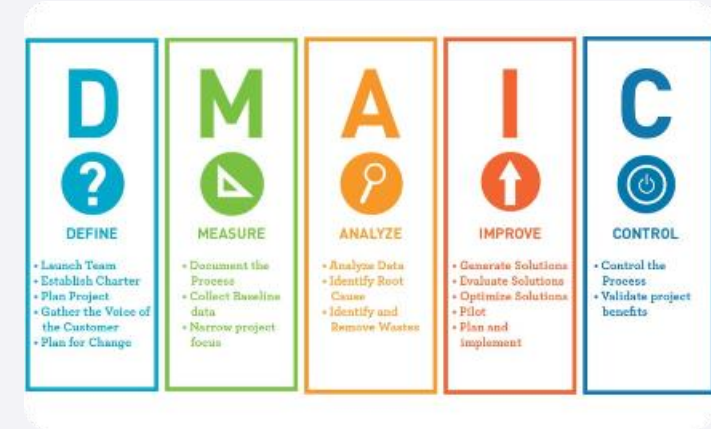 D
?
DEFINE
• Launch Team
• Establish Charter
• Plan Project
• Gather the Voice of
the Customer
• Plan for Change
M
MEASURE
• Document the
Process
• Collect Baseline
data
• Narrow project
focus
A
ANALYZE
• Analyze Data
• Identify Root
Cause
• Identify and
Remove Wastes
I
IMPROVE
• Generate Solutions
• Evaluate Solutions
• Optimize Solutions
• Pilot
• Plan and
implement
C
CONTROL
• Control the
Process
• Validate project
benefits